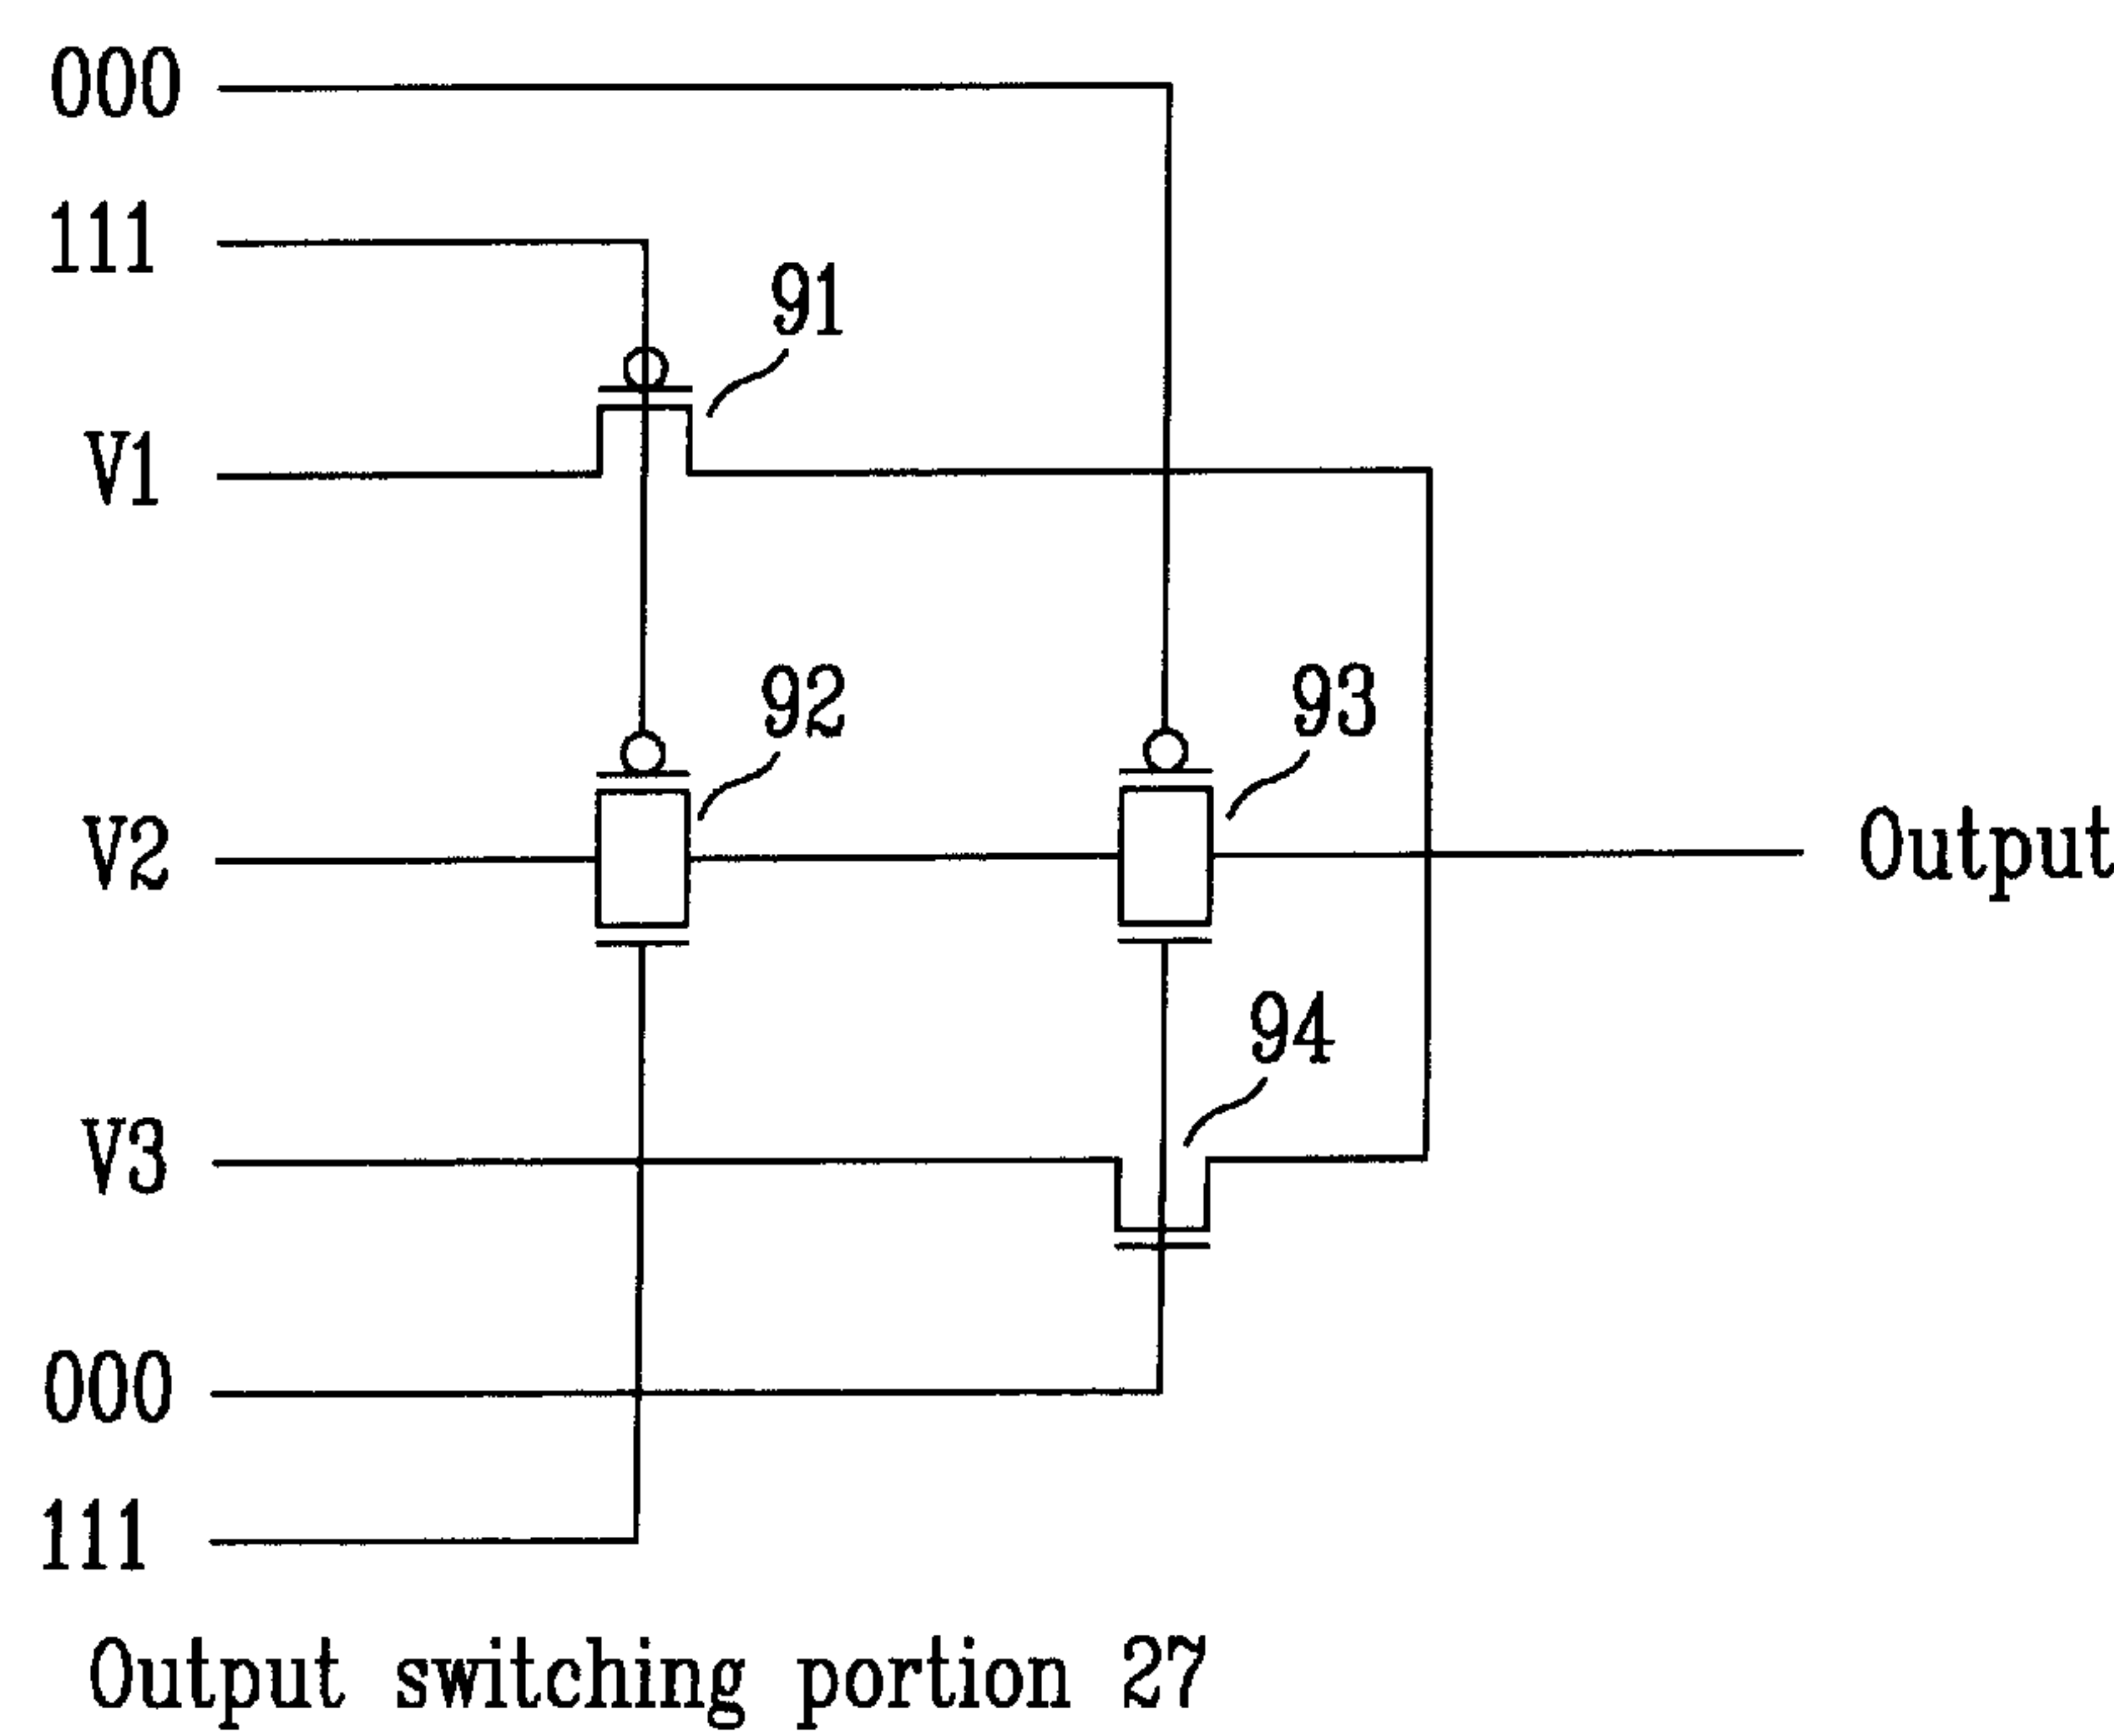 000
111
91
V1
92
93
V2
Output
94
V3
000
111
Output switching portion 27